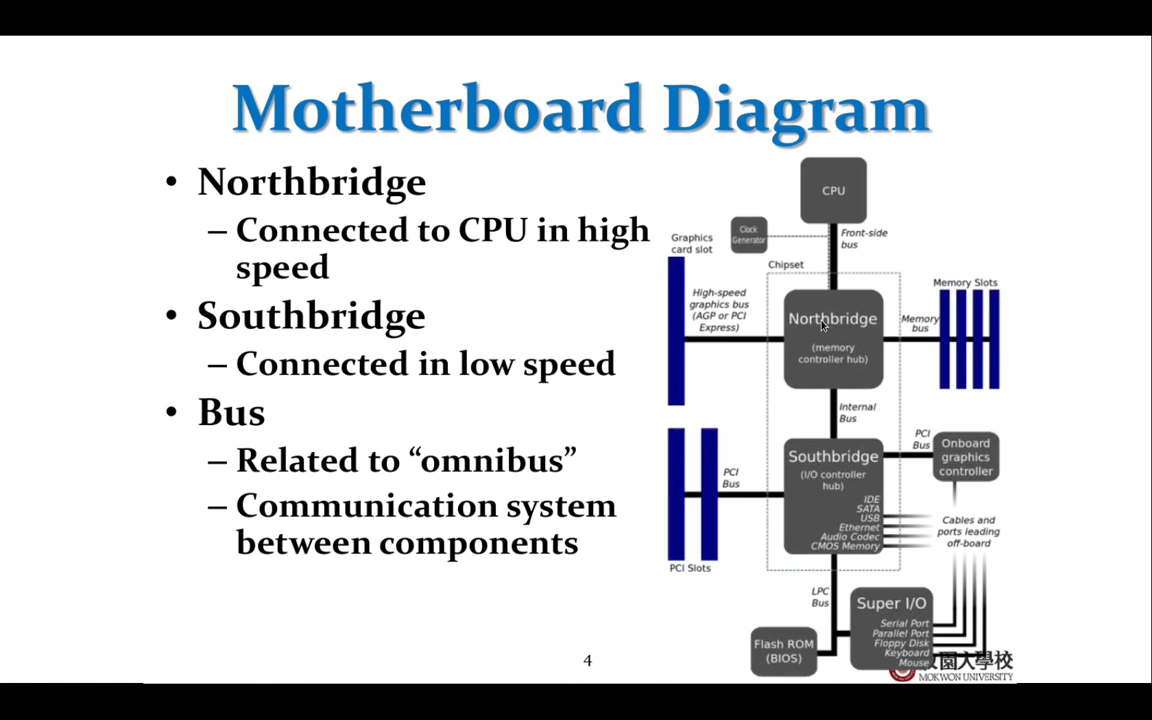 Motherboard Diagram
• Northbridge
– Connected to CPU in high
speed
• Southbridge
– Connected in low speed
• Bus
– Related to “omnibus”
– Communication system
between components
CPU
Clock
Generator
Front-side
bus
Graphics
card slot
Chipset
High-speed
graphics bus
(AGP or PCI
Express)
Northbridge
(memory
controller hub)
Memory
bus
Memory Slots
Internal
Bus
Southbridge
(I/O controller
hub)
IDE
SATA
USB
Ethernet
Audio Codec
CMOS Memory
PCI
Bus
Onboard
graphics
controller
PCI
Bus
PCI Slots
Cables and
ports leading
off-board
LPC
Bus
Super I/O
Serial Port
Parallel Port
Floppy Disk
Keyboard
Mouse
Flash ROM
(BIOS)
4
園大學校
MOKWON UNIVERSITY